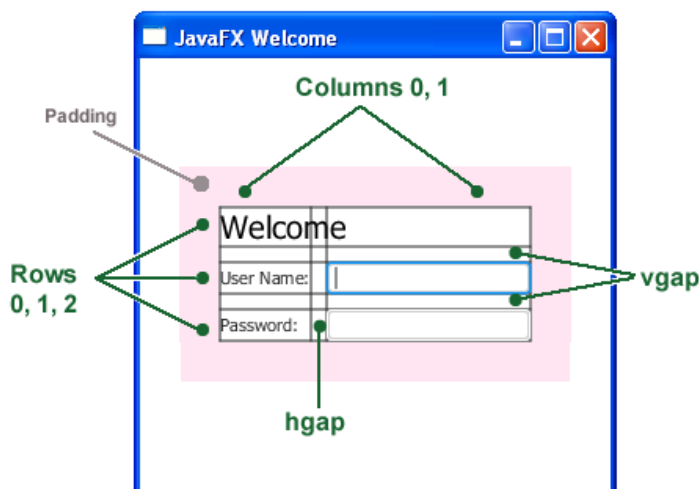 JavaFX Welcome
Columns 0, 1
Padding
Welcome
Rows
0, 1, 2
User Name:
vgap
Password:
hgap